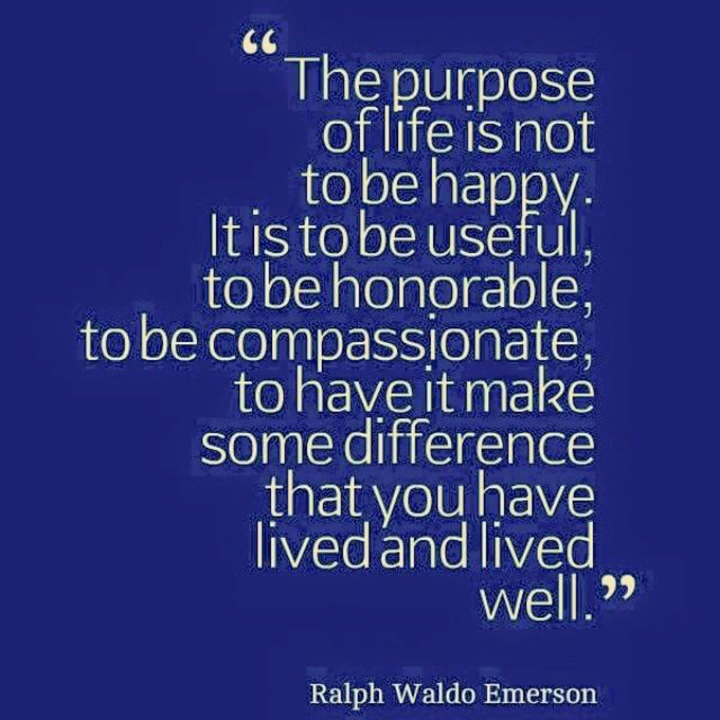 “The purpose
of life is not
to be happy.
It is to be useful,
to be honorable,
to be compassionate,
to have it make
some difference
that you have
lived and lived
well.”
Ralph Waldo Emerson